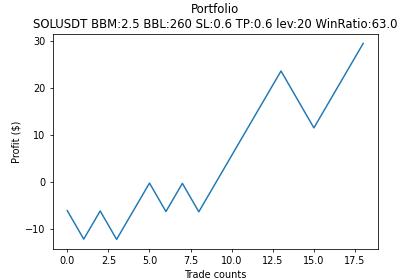 Portfolio
SOLUSDT BBM:2.5 BBL:260 SL:0.6 TP:0.6 lev:20 WinRatio:63.0
30
20
10
0
−10
Profit ($)
0.0 2.5 5.0 7.5 10.0 12.5 15.0 17.5
Trade counts